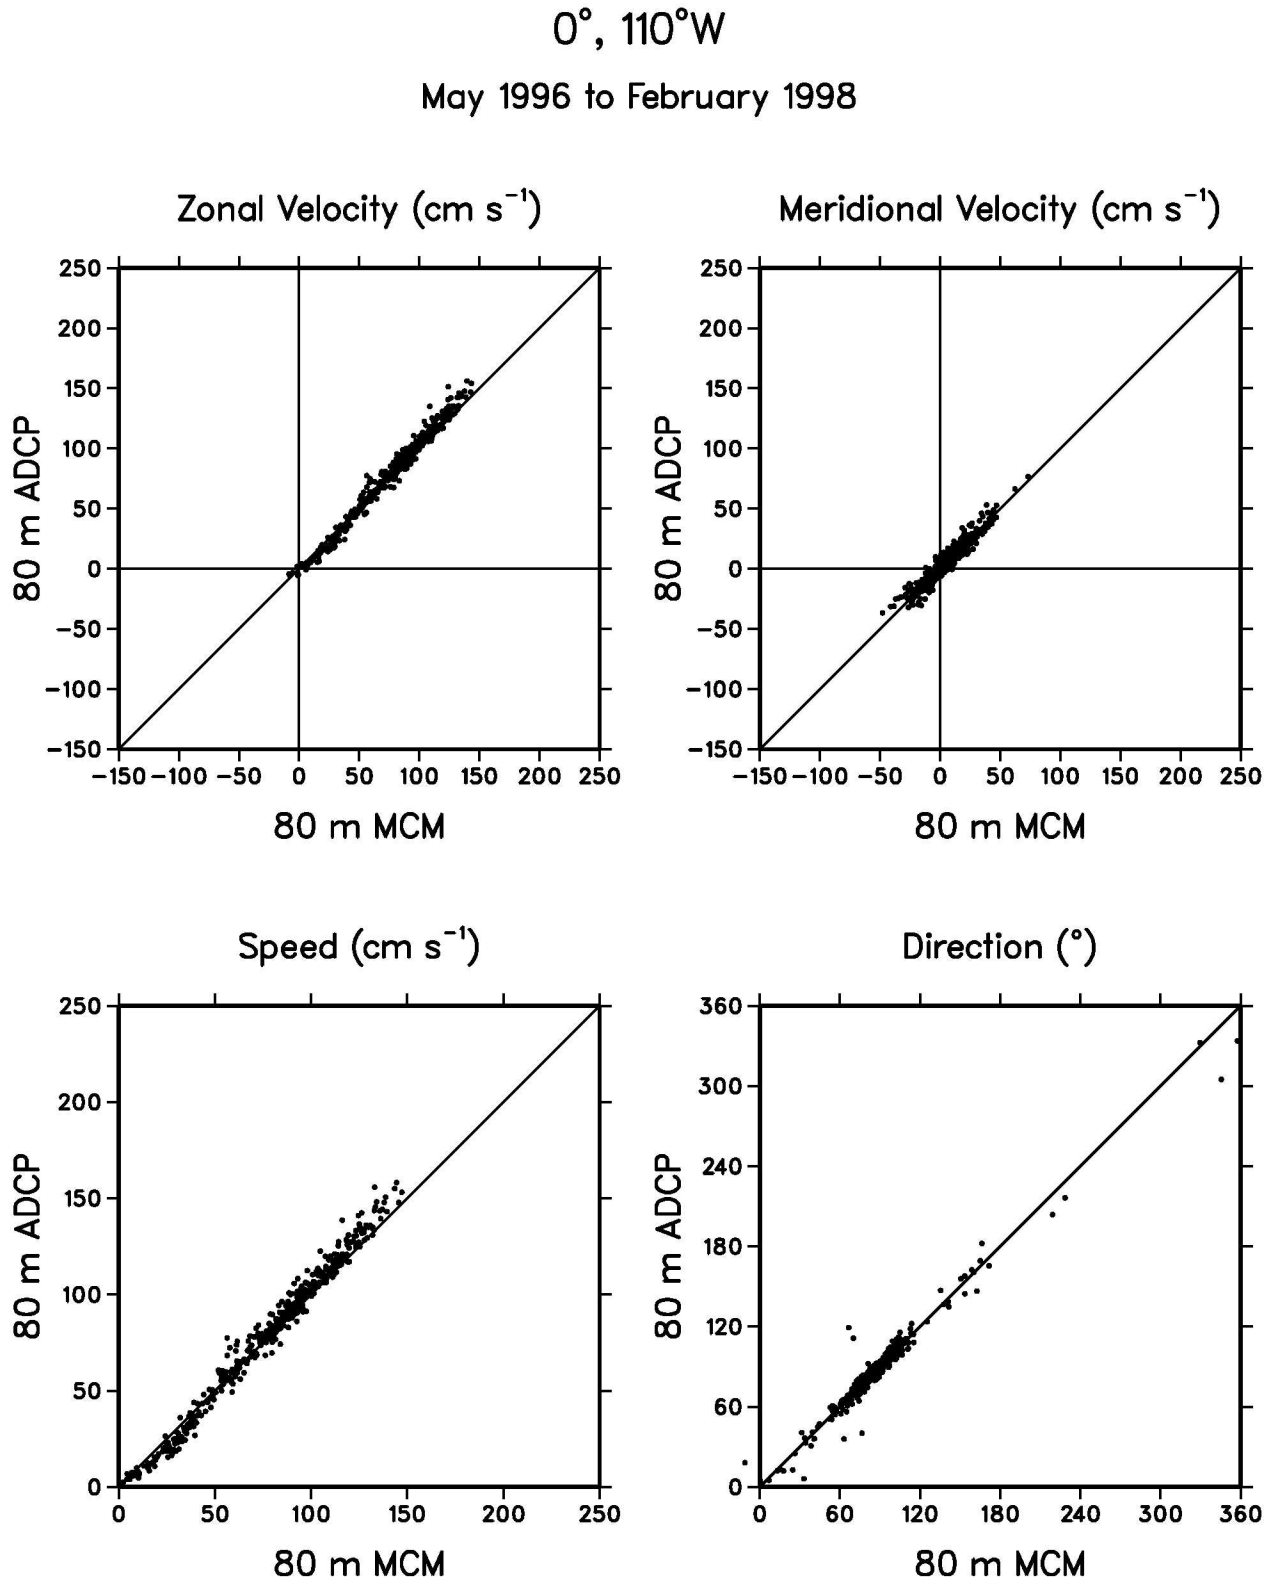 0°, 110°W
May 1996 to February 1998
Zonal Velocity (cm s⁻¹)
250
200
150
100
50
0
−50
−100
−150
−150 −100 −50 0 50 100 150 200 250
80 m ADCP
80 m MCM
Meridional Velocity (cm s⁻¹)
250
200
150
100
50
0
−50
−100
−150
−150 −100 −50 0 50 100 150 200 250
80 m ADCP
80 m MCM
Speed (cm s⁻¹)
250
200
150
100
50
0
0 50 100 150 200 250
80 m ADCP
80 m MCM
Direction (°)
360
300
240
180
120
60
0
0 60 120 180 240 300 360
80 m ADCP
80 m MCM